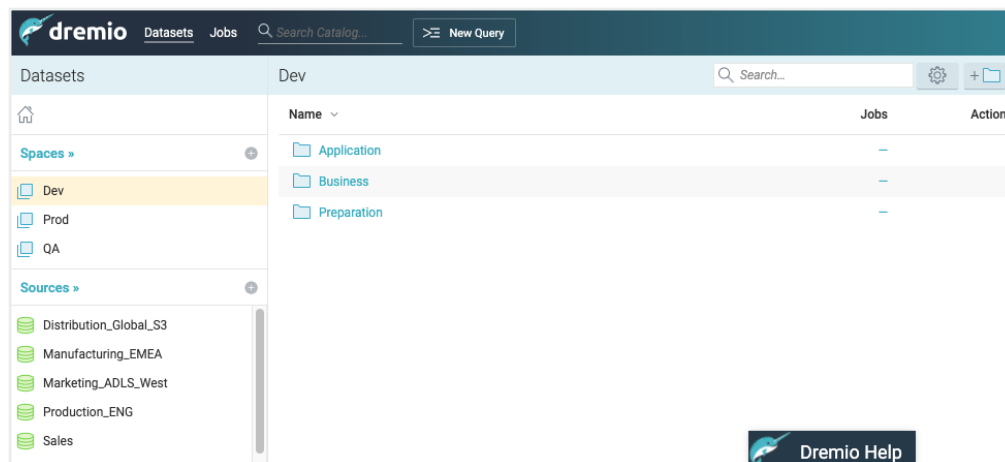 dremio Datasets Jobs Search Catalog... New Query
Datasets
Dev Search...
Name Jobs Action
Spaces »
Application –
Business –
Preparation –
Dev
Prod
QA
Sources »
Distribution_Global_S3
Manufacturing_EMEA
Marketing_ADLS_West
Production_ENG
Sales
Dremio Help